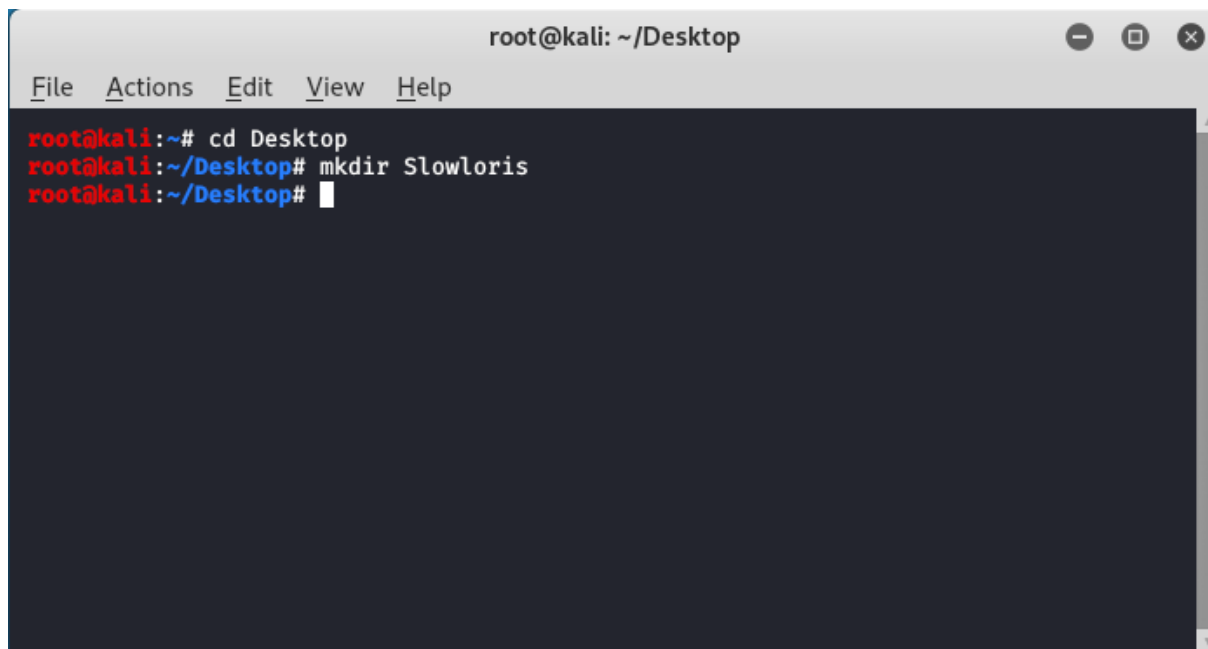 root@kali: ~/Desktop
File Actions Edit View Help
root@kali:~# cd Desktop
root@kali:~/Desktop# mkdir Slowloris
root@kali:~/Desktop#